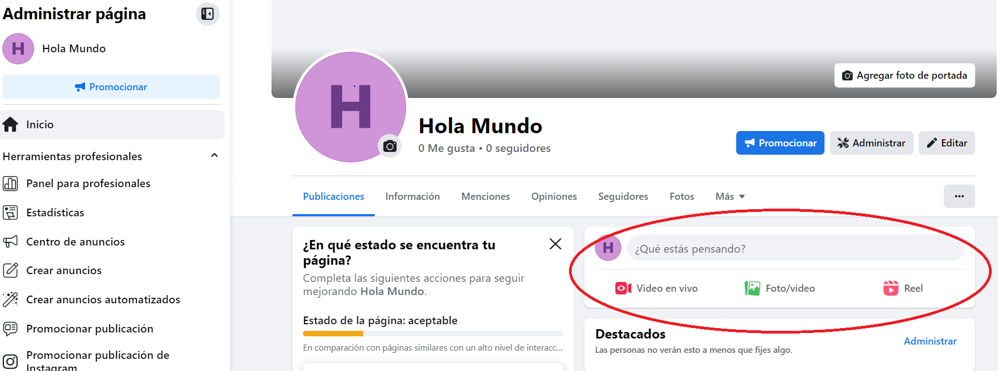 Administrar página
H
Hola Mundo
Promocionar
Inicio
Herramientas profesionales
Panel para profesionales
Estadísticas
Centro de anuncios
Crear anuncios
Crear anuncios automatizados
Promocionar publicación
Promocionar publicación de
Instagram
Agregar foto de portada
H
Hola Mundo
0 Me gusta • 0 seguidores
Promocionar
Administrar
Editar
Publicaciones
Información
Menciones
Opiniones
Seguidores
Fotos
Más
¿En qué estado se encuentra tu
página?
Completa las siguientes acciones para seguir
mejorando Hola Mundo.
Estado de la página: aceptable
En comparación con páginas similares con un alto nivel de interacc...
H
¿Qué estás pensando?
Video en vivo
Foto/video
Reel
Destacados
Administrar
Las personas no verán esto a menos que fijes algo.